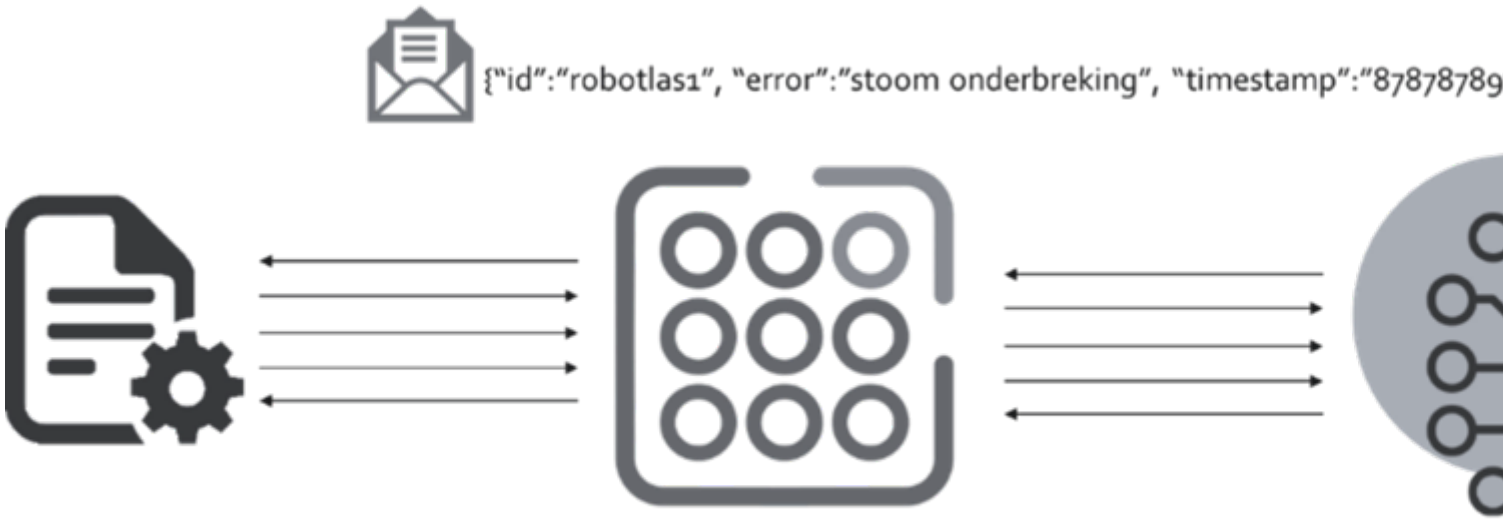 {“id”:”robotlas1”, “error”:”stoom onderbreking”, “timestamp”:”87878789